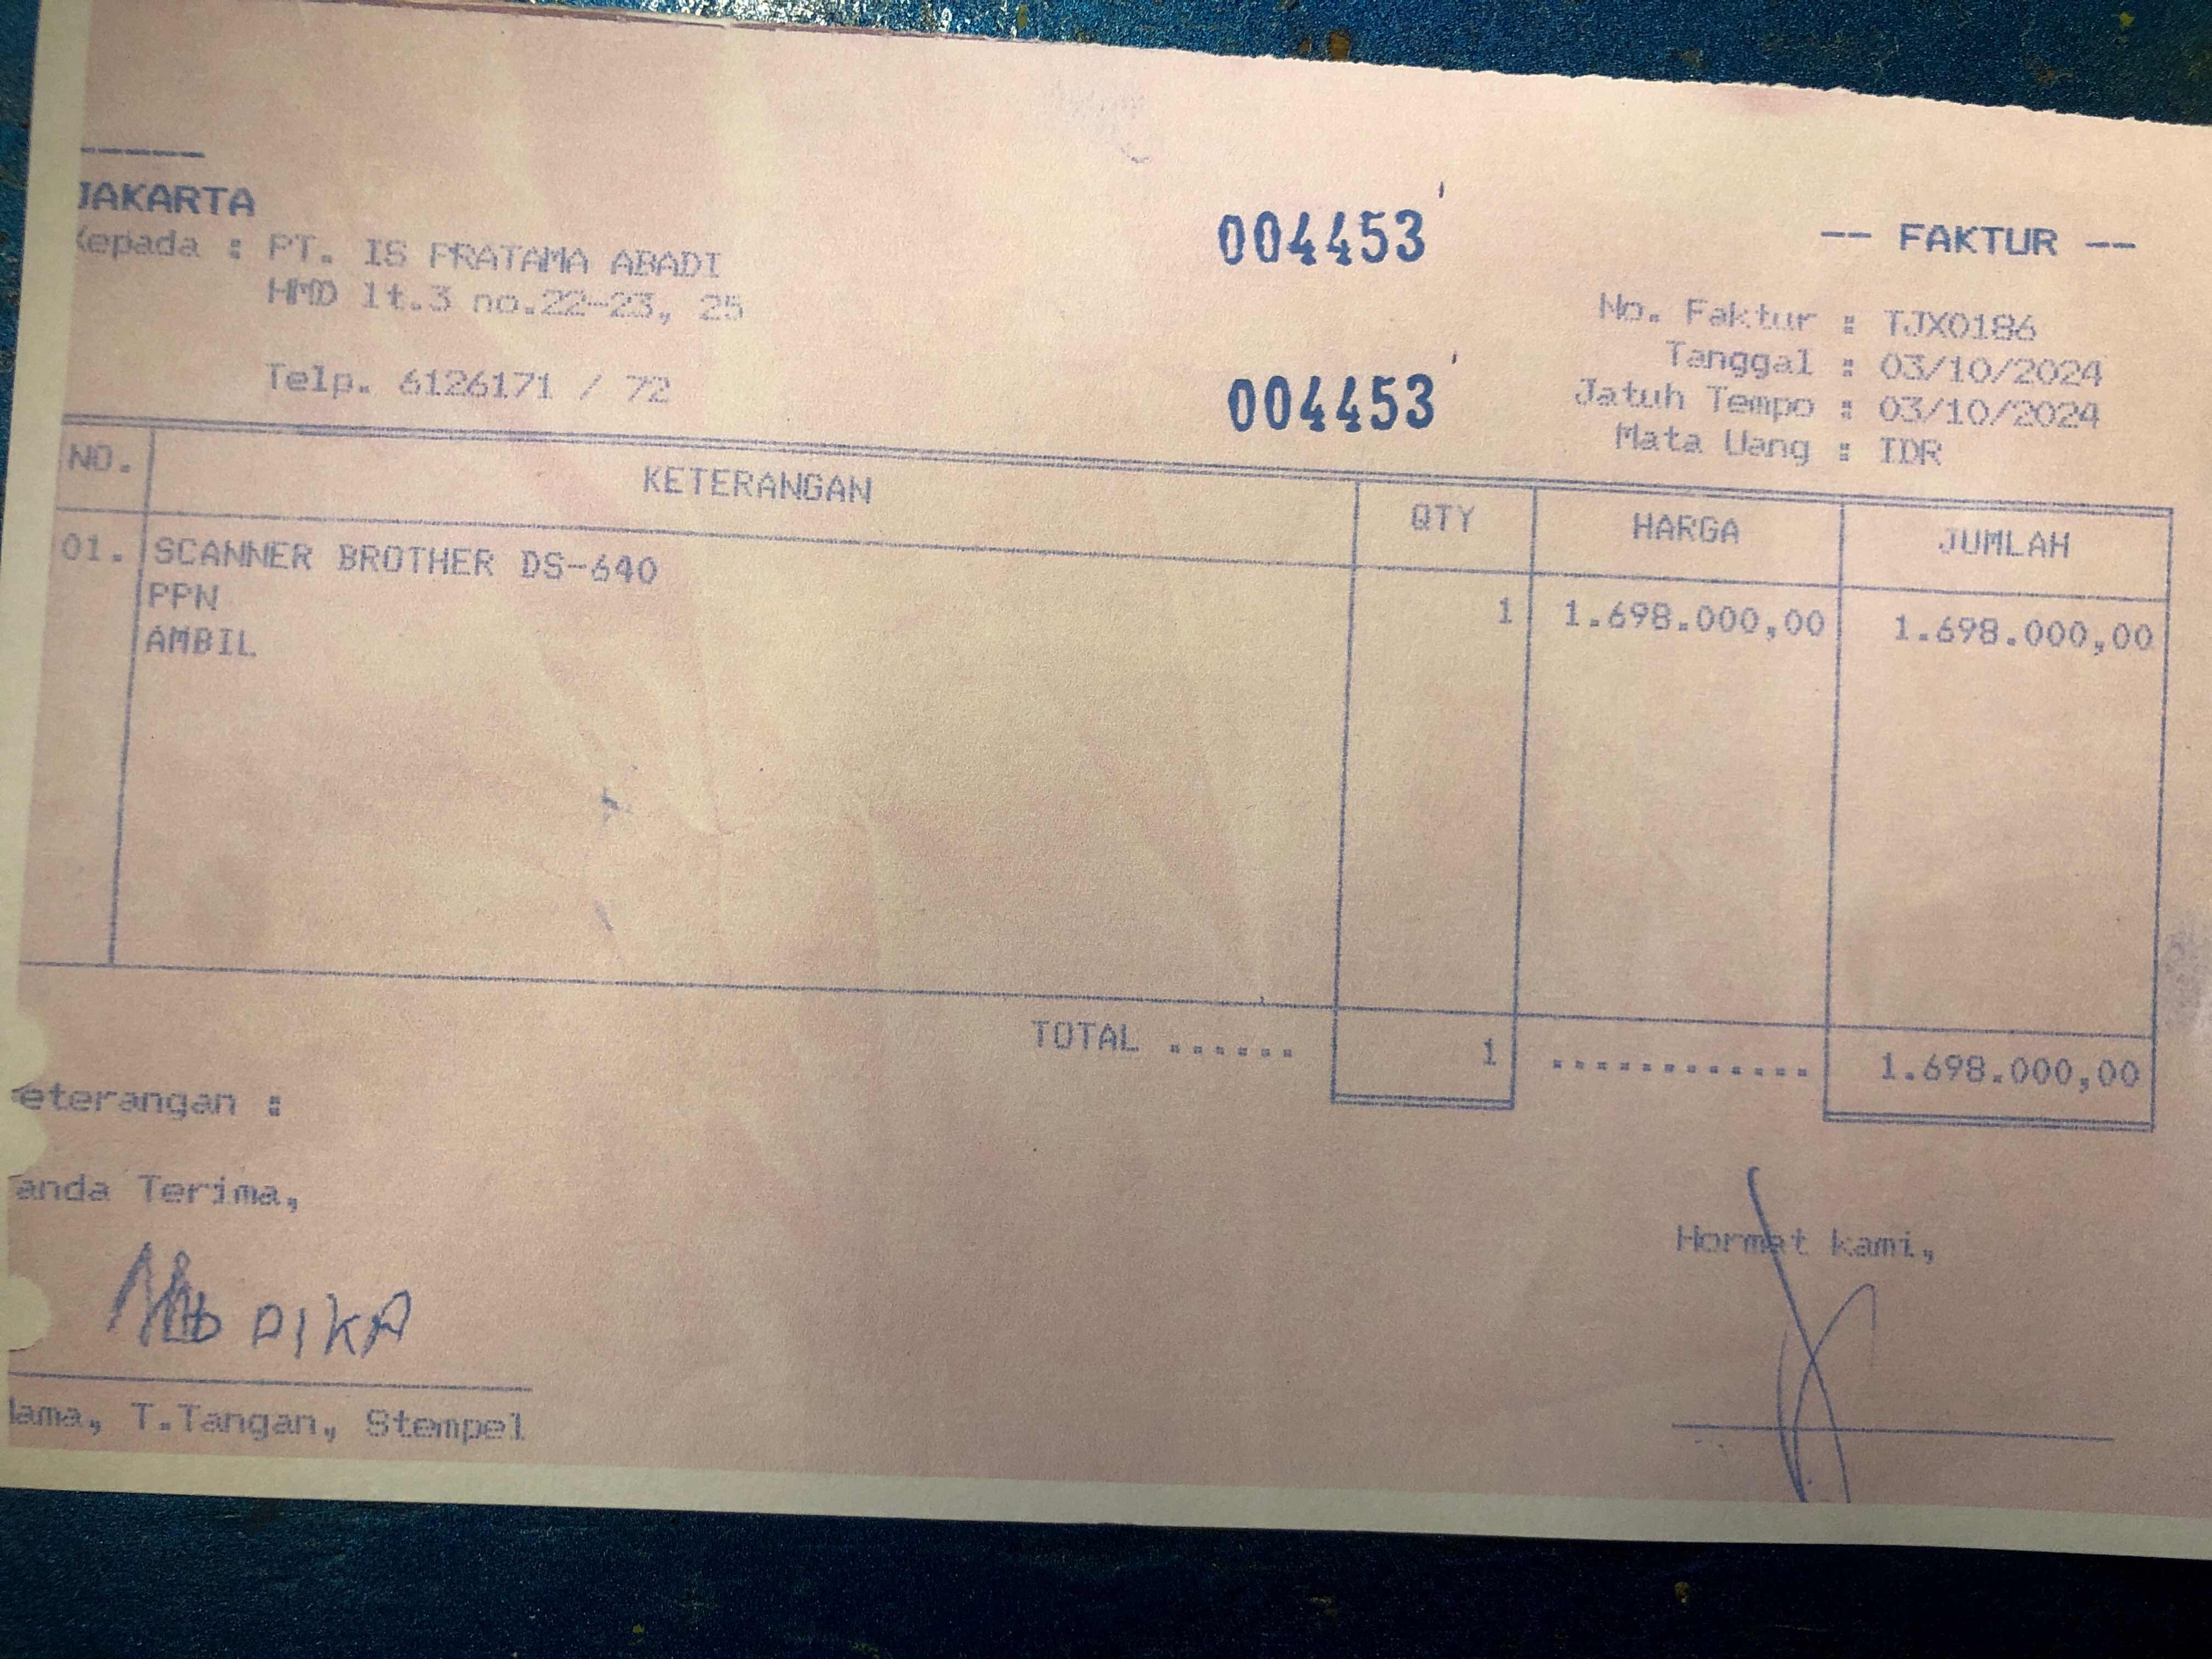 JAKARTA
Kepada : PT. IS PRATAMA ABADI
HMD lt.3 no.22-23, 25
Telp. 6126171 / 72
004453
004453
-- FAKTUR --
No. Faktur : TJX0186
Tanggal : 03/10/2024
Jatuh Tempo : 03/10/2024
Mata Uang : IDR
NO. KETERANGAN QTY HARGA JUMLAH
01. SCANNER BROTHER DS-640 1 1.698.000,00 1.698.000,00
PPN
AMBIL
TOTAL ...... 1 ............ 1.698.000,00
eterangan :
anda Terima,
Hormat kami,
DIKA
ama, T.Tangan, Stempel